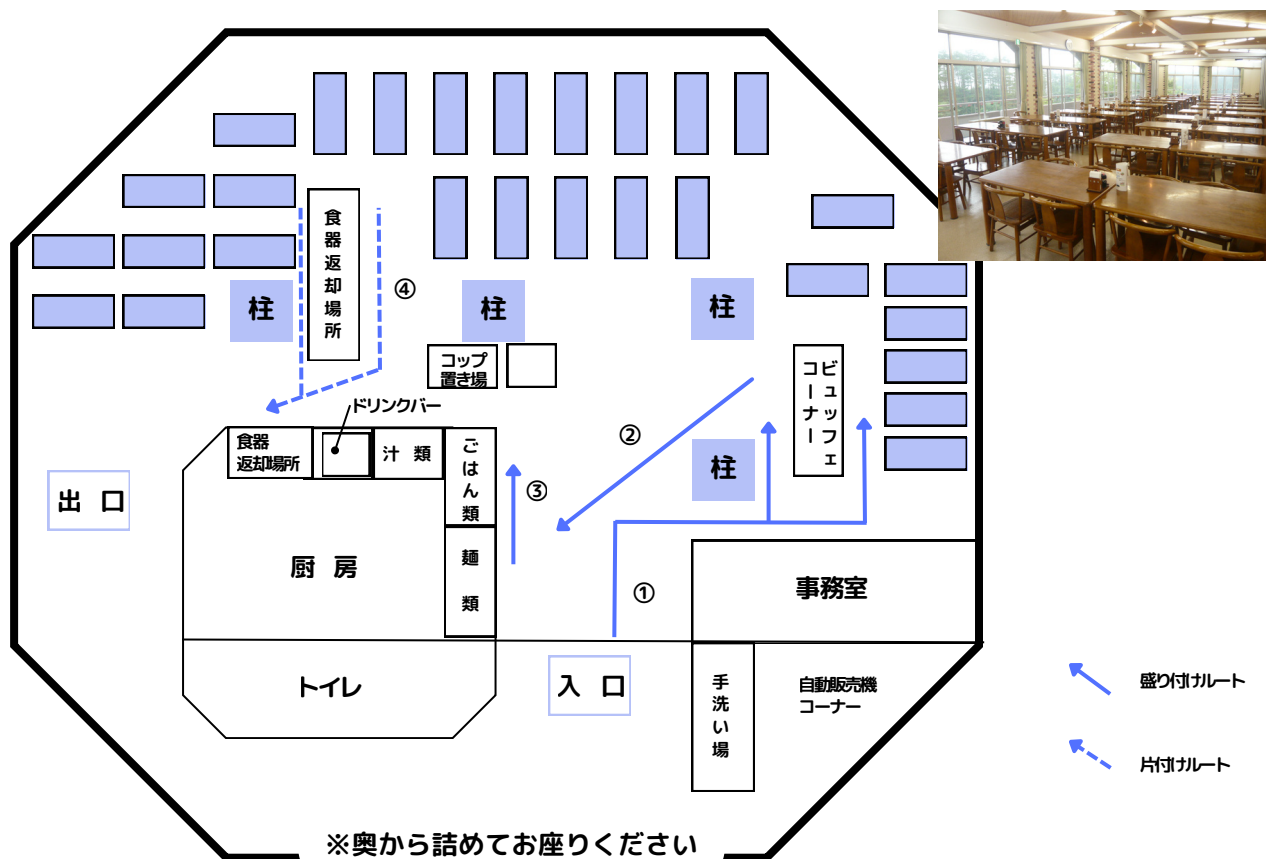 食器返却場所
④
柱
柱
柱
コップ
置き場
ビュッフェ
コーナー
ドリンクバー
②
食器
返却場所
汁類
ごはん類
③
柱
出口
厨房
麺類
①
事務室
トイレ
入口
手洗い場
自動販売機
コーナー
盛り付けルート
片付けルート
※奥から詰めてお座りください